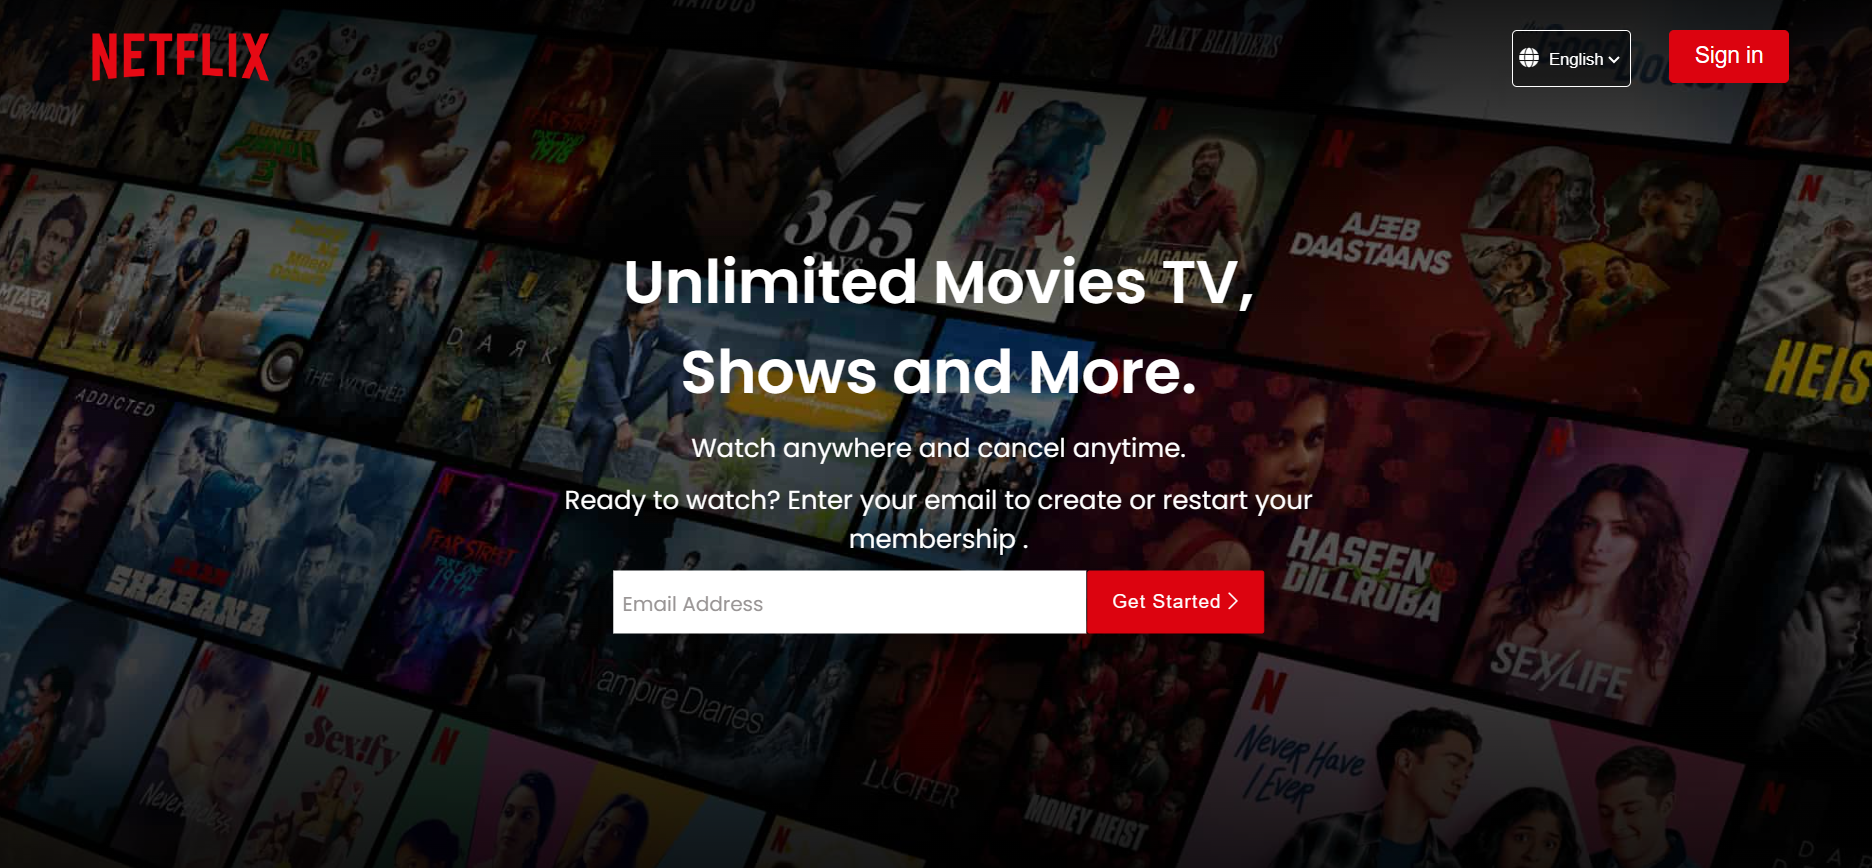 NETFLIX
English
Sign in
Unlimited Movies TV,
Shows and More.
Watch anywhere and cancel anytime.
Ready to watch? Enter your email to create or restart your
membership .
Email Address
Get Started
PEAKY BLINDERS
GRANDSON
KUNG FU
PANDA
3
FEAR STREET
PART TWO
1978
365
DAYS
AJEEB
DAASTAANS
HEIS
DARK
THE WITCHER
ADDICTED
FEAR STREET
PART ONE
1994
SHABANA
HASEEN
DILLRUBA
SEX/LIFE
Vampire Diaries
Sexify
LUCIFER
MONEY HEIST
NEVER HAVE
I EVER